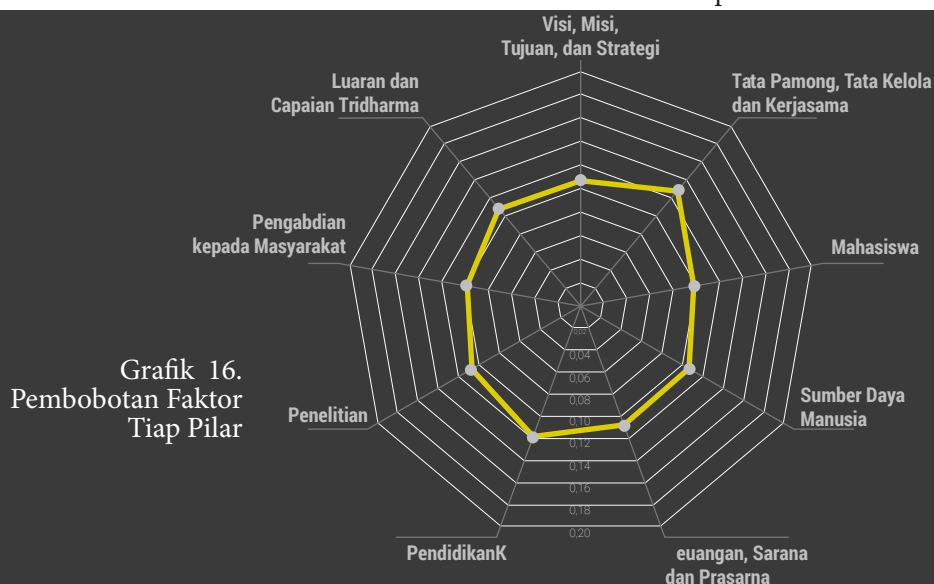 Visi, Misi,
Tujuan, dan Strategi
Luaran dan
Capaian Tridharma
Tata Pamong, Tata Kelola
dan Kerjasama
Pengabdian
kepada Masyarakat
Mahasiswa
0,02
0,04
0,06
0,08
0,10
0,12
0,14
0,16
0,18
0,20
Grafik 16.
Pembobotan Faktor
Tiap Pilar
Penelitian
Sumber Daya
Manusia
PendidikanK
euangan, Sarana
dan Prasarna